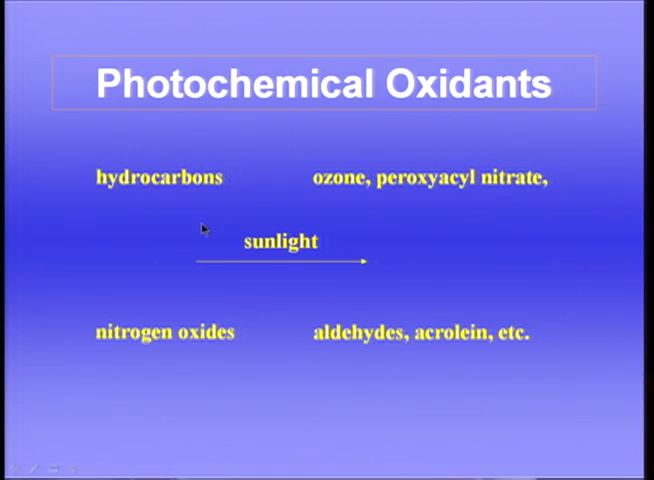 Photochemical Oxidants
hydrocarbons ozone, peroxyacyl nitrate,
sunlight
nitrogen oxides aldehydes, acrolein, etc.